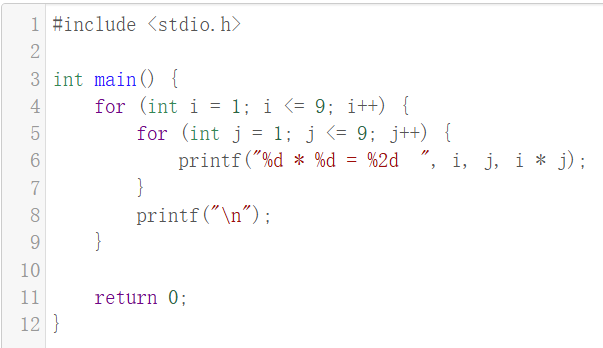 1 #include <stdio.h>
2
3 int main() {
4     for (int i = 1; i <= 9; i++) {
5         for (int j = 1; j <= 9; j++) {
6             printf("%d * %d = %2d  ", i, j, i * j);
7         }
8         printf("\n");
9     }
10
11     return 0;
12 }